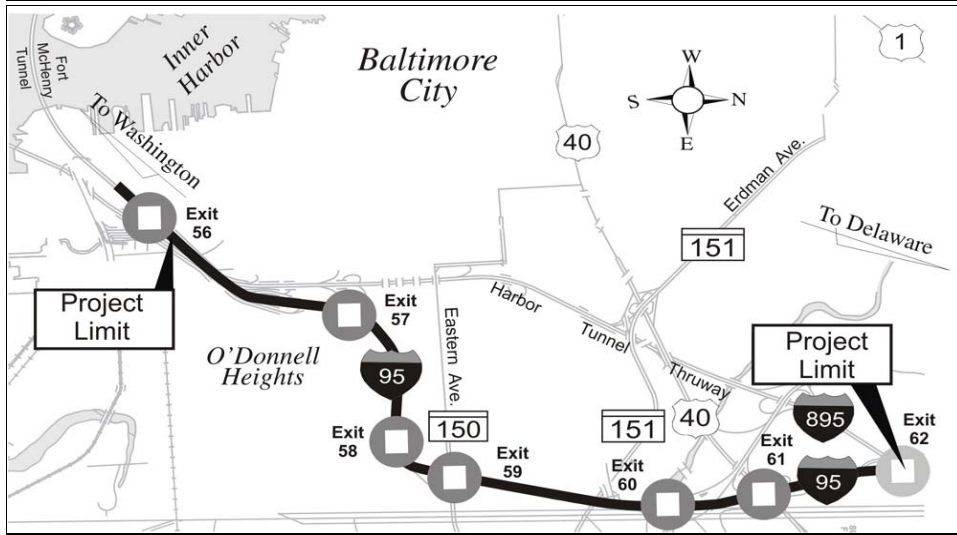 Inner
Harbor
Baltimore
City
Fort
McHenry
Tunnel
To Washington
1
W
S
N
E
40
Erdman Ave.
151
To Delaware
Exit
56
Project
Limit
Exit
57
Harbor
Tunnel
Thruway
O'Donnell
Heights
95
Eastern Ave.
150
Exit
58
Exit
59
151
40
Exit
60
Exit
61
Project
Limit
895
95
Exit
62